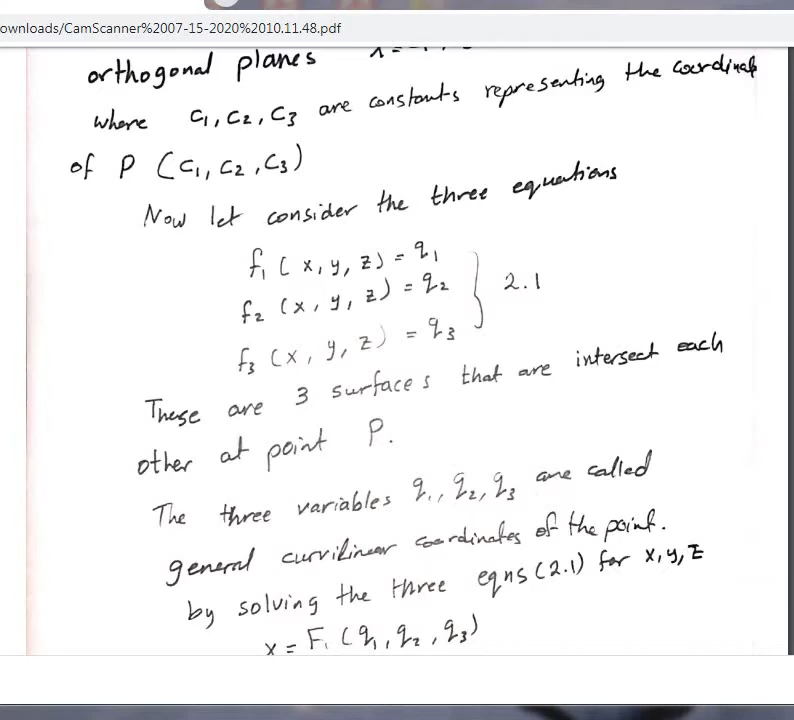 ownloads/CamScanner%2007-15-2020%2010.11.48.pdf
orthogonal planes
where C1, C2, C3 are constants representing the coordinats
of P (C1, C2, C3)
Now let consider the three equations
f1 (x, y, z) = q1
f2 (x, y, z) = q2 } 2.1
f3 (x, y, z) = q3
These are 3 surfaces that are intersect each
other at point P.
The three variables q1, q2, q3 are called
general curvilinear coordinates of the point.
by solving the three eqns (2.1) for x, y, z
x = F1 (q1, q2, q3)